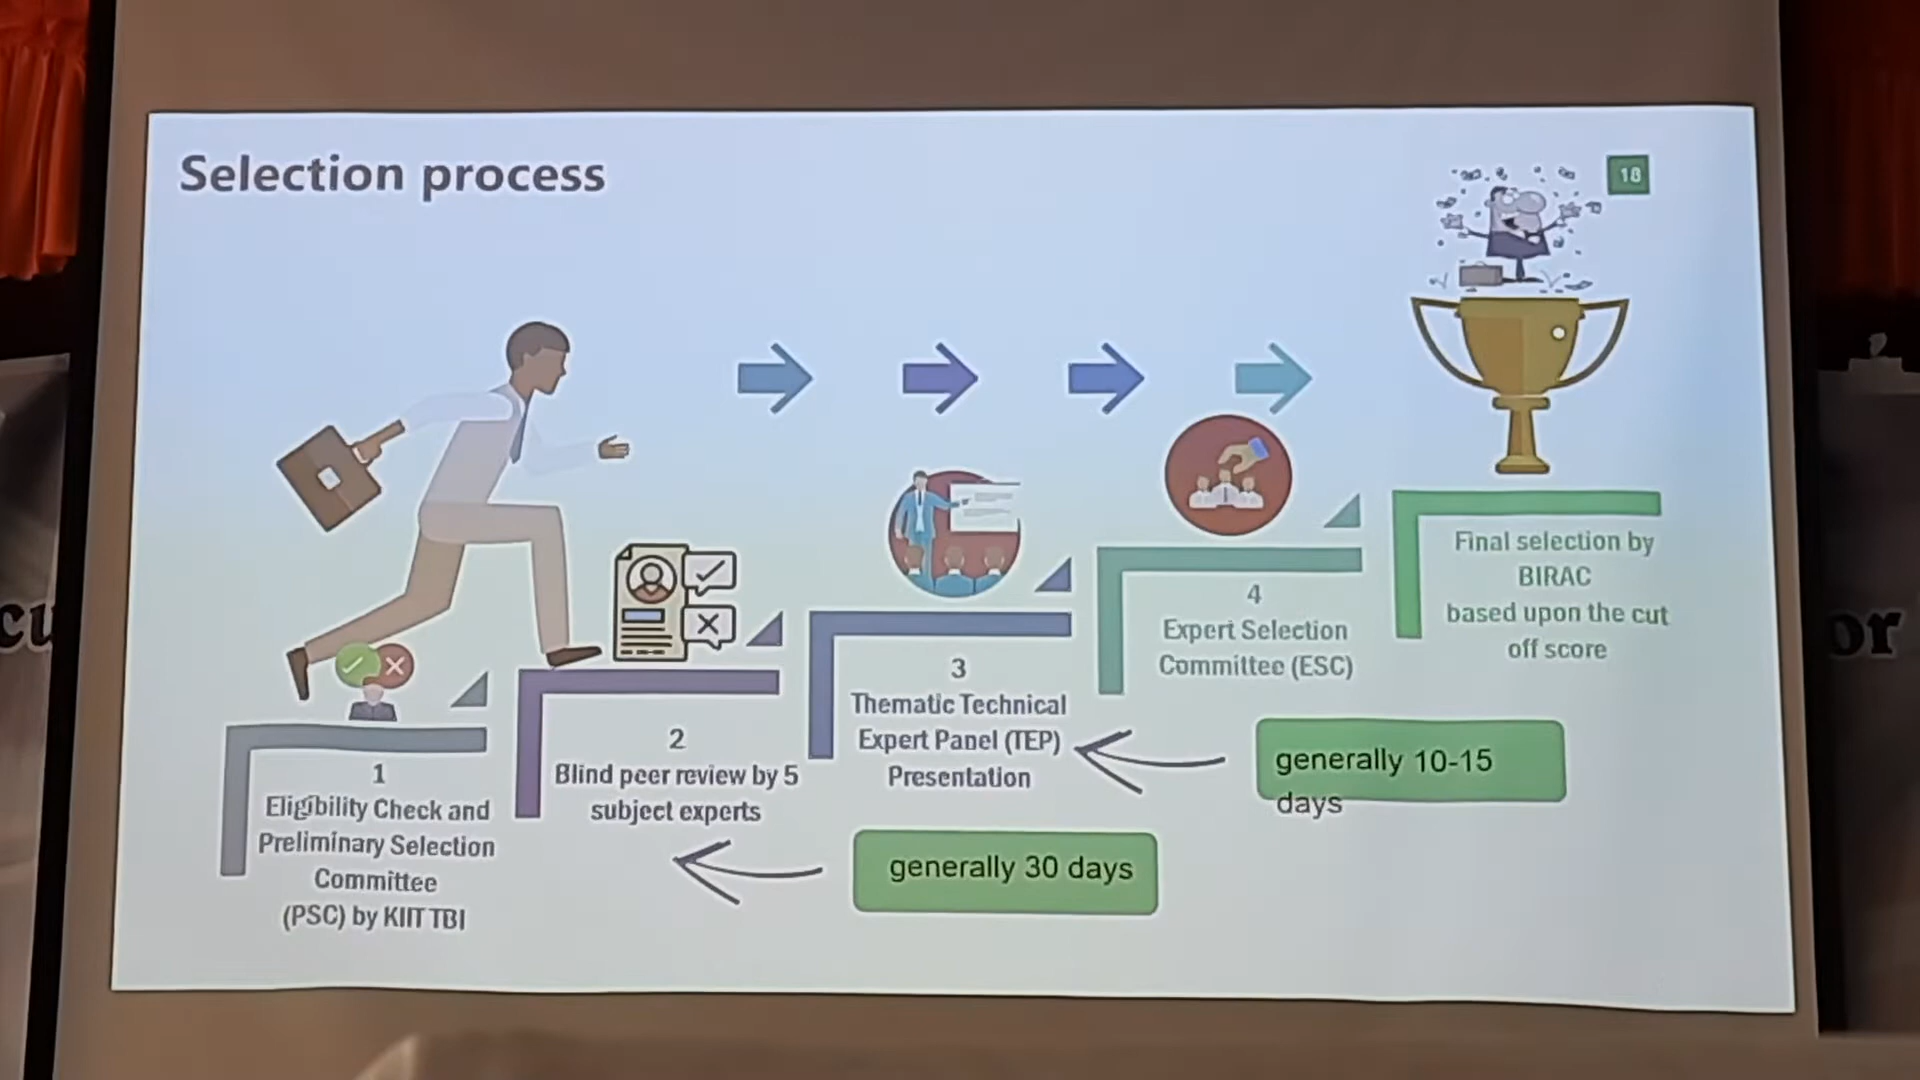 Selection process
18
1
Eligibility Check and
Preliminary Selection
Committee
(PSC) by KIIT TBI
2
Blind peer review by 5
subject experts
generally 30 days
3
Thematic Technical
Expert Panel (TEP)
Presentation
generally 10-15
days
4
Expert Selection
Committee (ESC)
Final selection by
BIRAC
based upon the cut
off score
cu
or